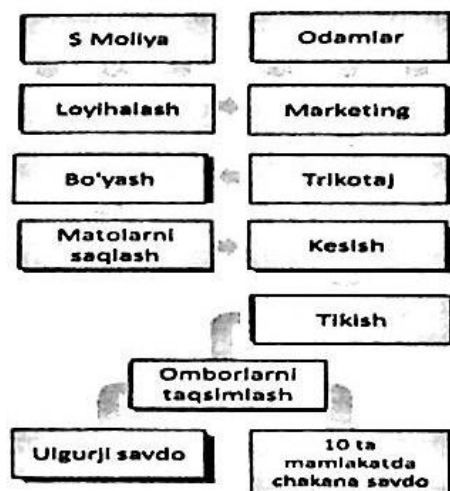 $ Moliya
Odamlar
Loyihalash
Marketing
Bo'yash
Trikotaj
Matolarni
saqlash
Kesish
Tikish
Omborlarni
taqsimlash
Ulgurji savdo
10 ta
mamlakatda
chakana savdo